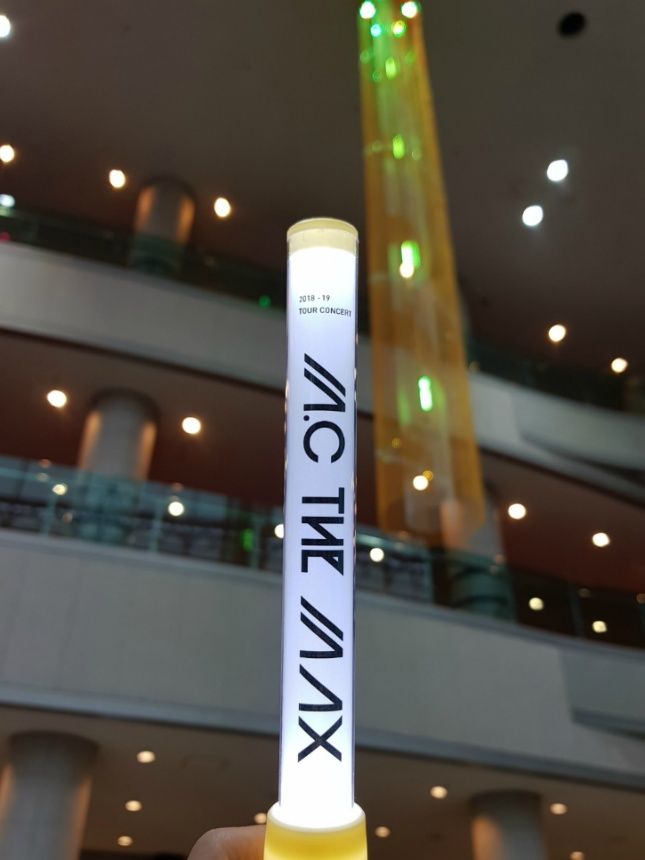 2018 - 19
TOUR CONCERT
M.C THE MAX